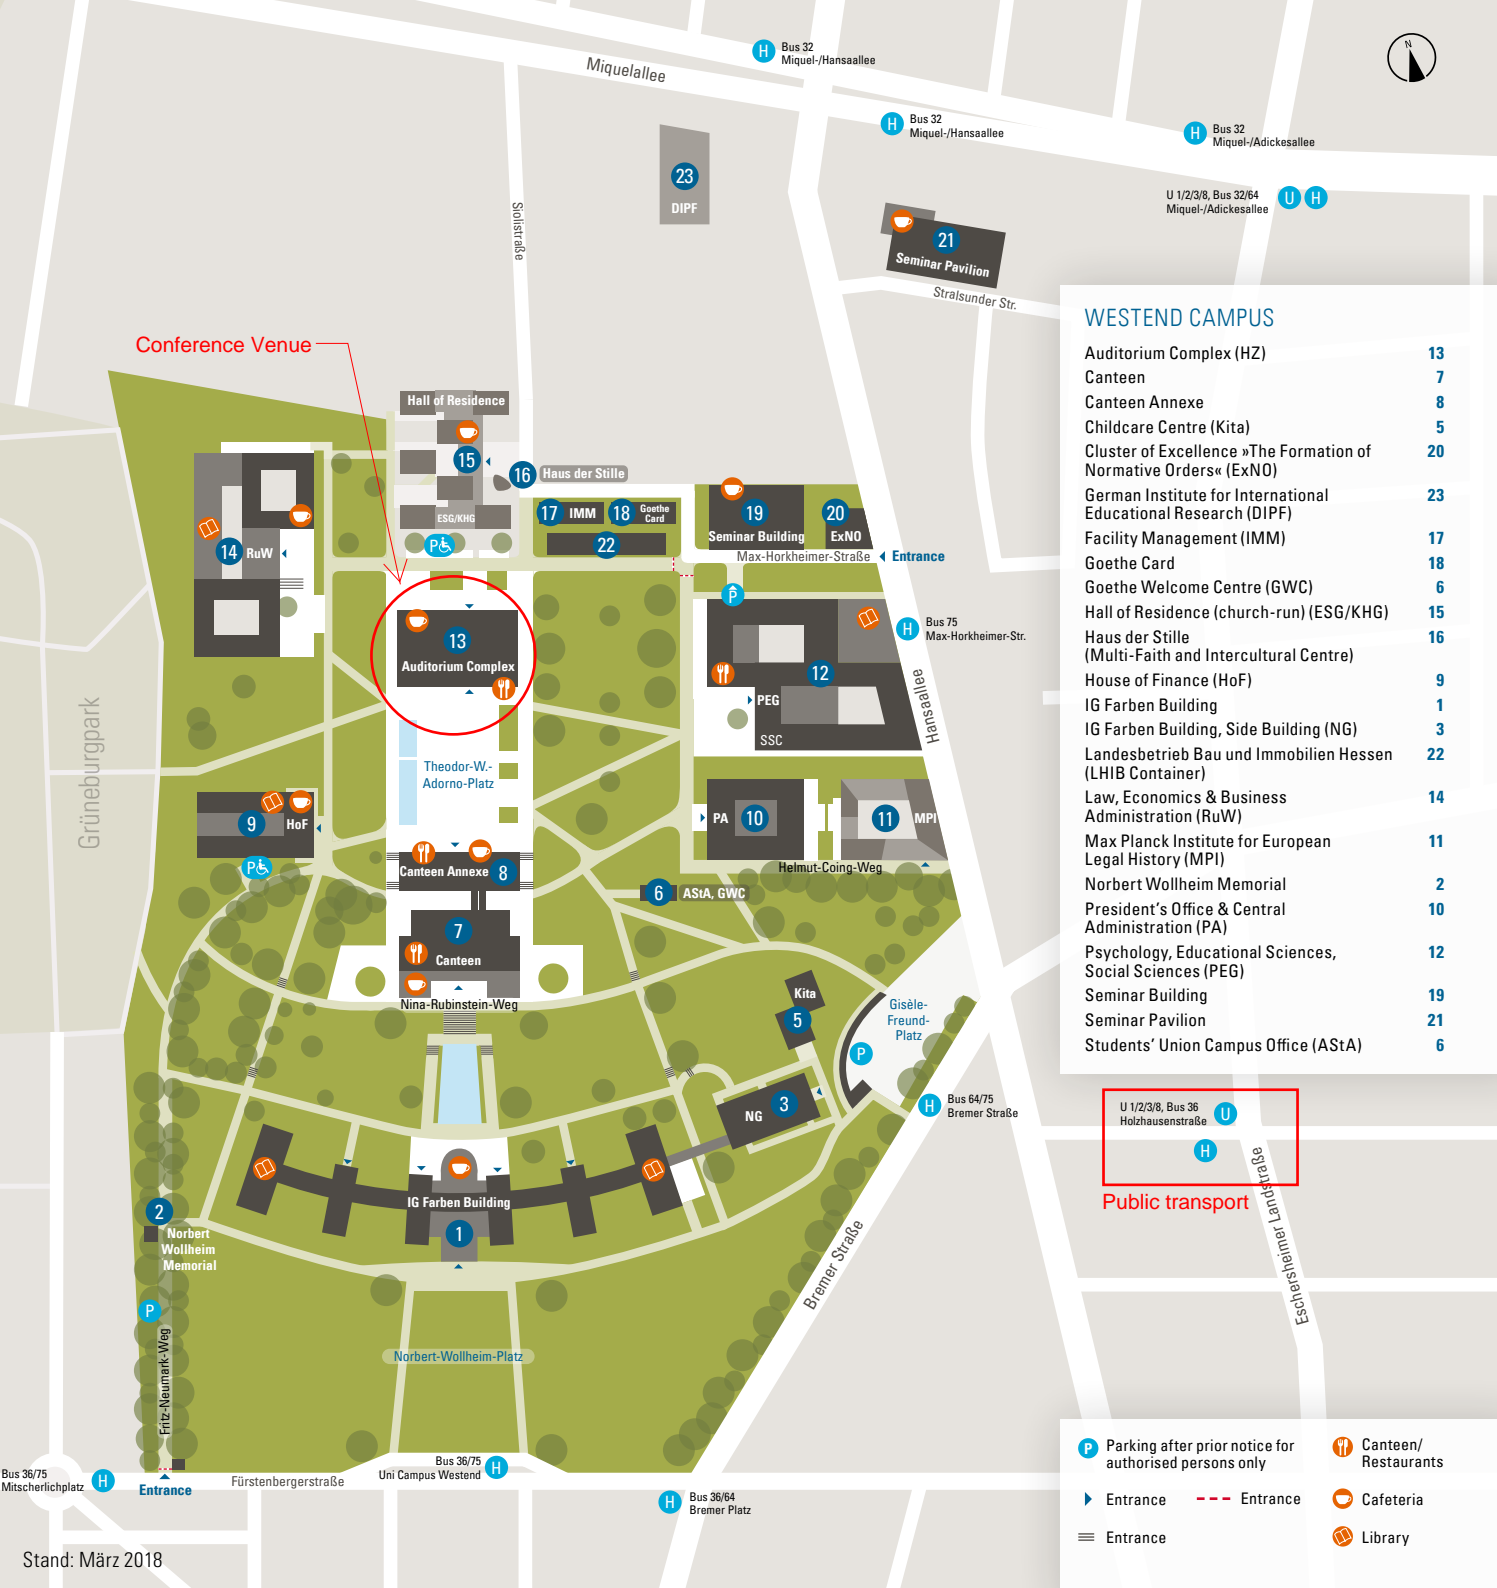 Bus 32
Miquel-/Hansaallee
N
Miquelallee
Bus 32
Miquel-/Hansaallee
Bus 32
Miquel-/Adickesallee
H
H
H
U 1/2/3/8, Bus 32/64
Miquel-/Adickesallee
U H
23
DIPF
Siolistraße
21
Seminar Pavilion
Stralsunder Str.
Conference Venue
WESTEND CAMPUS
Auditorium Complex (HZ) 13
Canteen 7
Canteen Annexe 8
Childcare Centre (Kita) 5
Cluster of Excellence »The Formation of 20
Normative Orders« (ExNO)
German Institute for International 23
Educational Research (DIPF)
Facility Management (IMM) 17
Goethe Card 18
Goethe Welcome Centre (GWC) 6
Hall of Residence (church-run) (ESG/KHG) 15
Haus der Stille 16
(Multi-Faith and Intercultural Centre)
House of Finance (HoF) 9
IG Farben Building 1
IG Farben Building, Side Building (NG) 3
Landesbetrieb Bau und Immobilien Hessen 22
(LHIB Container)
Law, Economics & Business 14
Administration (RuW)
Max Planck Institute for European 11
Legal History (MPI)
Norbert Wollheim Memorial 2
President's Office & Central 10
Administration (PA)
Psychology, Educational Sciences, 12
Social Sciences (PEG)
Seminar Building 19
Seminar Pavilion 21
Students' Union Campus Office (AStA) 6
Hall of Residence
15
16 Haus der Stille
ESG/KHG
P
17 IMM
18 Goethe
Card
22
19
Seminar Building
20
ExNO
Max-Horkheimer-Straße
Entrance
14 RuW
P
13
Auditorium Complex
H
Bus 75
Max-Horkheimer-Str.
12
PEG
SSC
Hansaallee
Grüneburgpark
Theodor-W.-
Adorno-Platz
9 HoF
P
PA 10
11 MPI
Helmut-Coing-Weg
Canteen Annexe 8
6 AStA, GWC
7
Canteen
Nina-Rubinstein-Weg
Kita
5
Gisèle-
Freund-
Platz
P
NG 3
H
Bus 64/75
Bremer Straße
U 1/2/3/8, Bus 36
Holzhausenstraße
U
H
Public transport
Eschersheimer Landstraße
IG Farben Building
1
2
Norbert
Wollheim
Memorial
P
Fritz-Neumark-Weg
Bremer Straße
Norbert-Wollheim-Platz
Bus 36/75
Mitscherlichplatz
H
Entrance
Fürstenbergerstraße
Bus 36/75
Uni Campus Westend
H
H
Bus 36/64
Bremer Platz
P Parking after prior notice for
authorised persons only
Canteen/
Restaurants
Entrance
Entrance
Cafeteria
Entrance
Library
Stand: März 2018